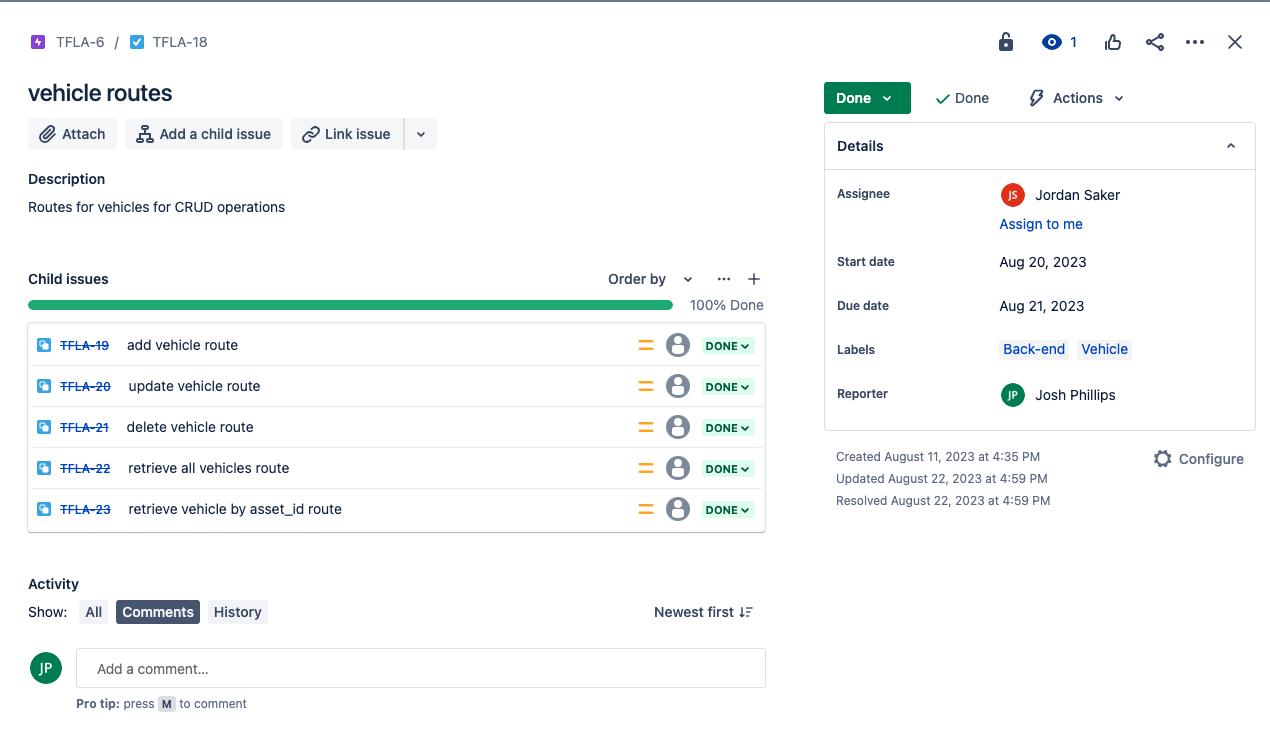 TFLA-6 / TFLA-18
1
vehicle routes
Attach
Add a child issue
Link issue
Description
Routes for vehicles for CRUD operations
Child issues
Order by
100% Done
TFLA-19 add vehicle route DONE
TFLA-20 update vehicle route DONE
TFLA-21 delete vehicle route DONE
TFLA-22 retrieve all vehicles route DONE
TFLA-23 retrieve vehicle by asset_id route DONE
Activity
Show: All Comments History Newest first
JP Add a comment...
Pro tip: press M to comment
Done Done Actions
Details
Assignee JS Jordan Saker
Assign to me
Start date Aug 20, 2023
Due date Aug 21, 2023
Labels Back-end Vehicle
Reporter JP Josh Phillips
Created August 11, 2023 at 4:35 PM
Configure
Updated August 22, 2023 at 4:59 PM
Resolved August 22, 2023 at 4:59 PM